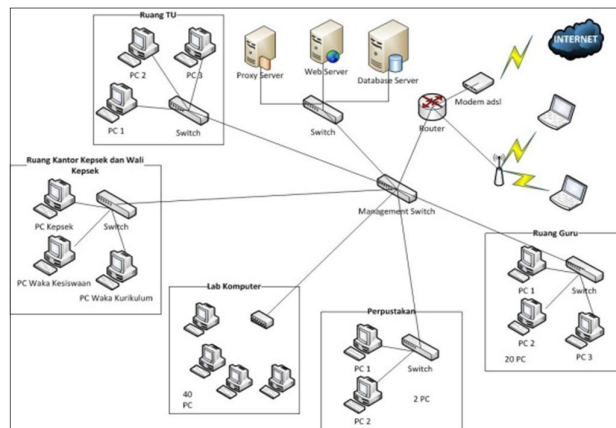 Ruang TU
PC 2
PC 3
PC 1
Switch
Proxy Server
Web Server
Database Server
Switch
INTERNET
Modem adsl
Router
Management Switch
Ruang Kantor Kepsek dan Wali
Kepsek
PC Kepsek
Switch
PC Waka Kesiswaan
PC Waka Kurikulum
Lab Komputer
40
PC
Perpustakan
PC 1
Switch
PC 2
2 PC
Ruang Guru
PC 1
Switch
PC 2
PC 3
20 PC